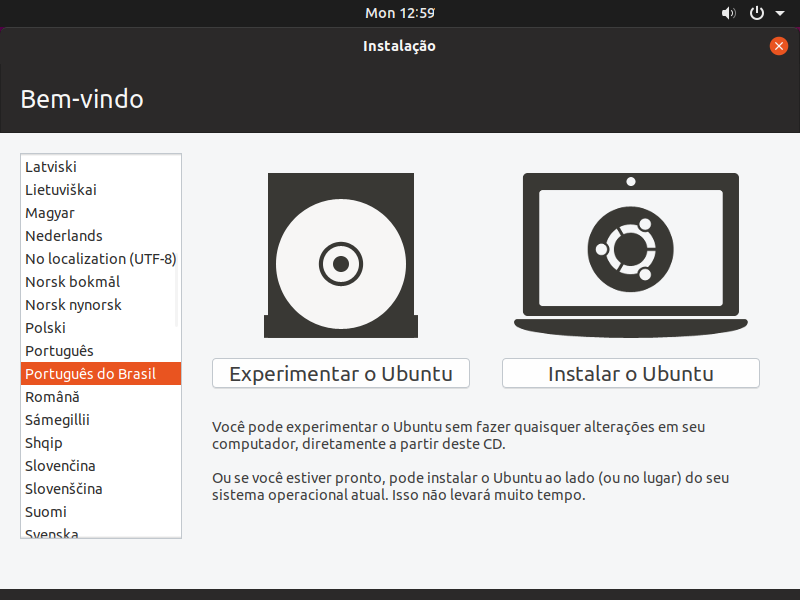 Mon 12:59
Instalação
Bem-vindo
Latviski
Lietuviškai
Magyar
Nederlands
No localization (UTF-8)
Norsk bokmål
Norsk nynorsk
Polski
Português
Português do Brasil
Română
Sámegillii
Shqip
Slovenčina
Slovenščina
Suomi
Svenska
Experimentar o Ubuntu
Instalar o Ubuntu
Você pode experimentar o Ubuntu sem fazer quaisquer alterações em seu
computador, diretamente a partir deste CD.
Ou se você estiver pronto, pode instalar o Ubuntu ao lado (ou no lugar) do seu
sistema operacional atual. Isso não levará muito tempo.